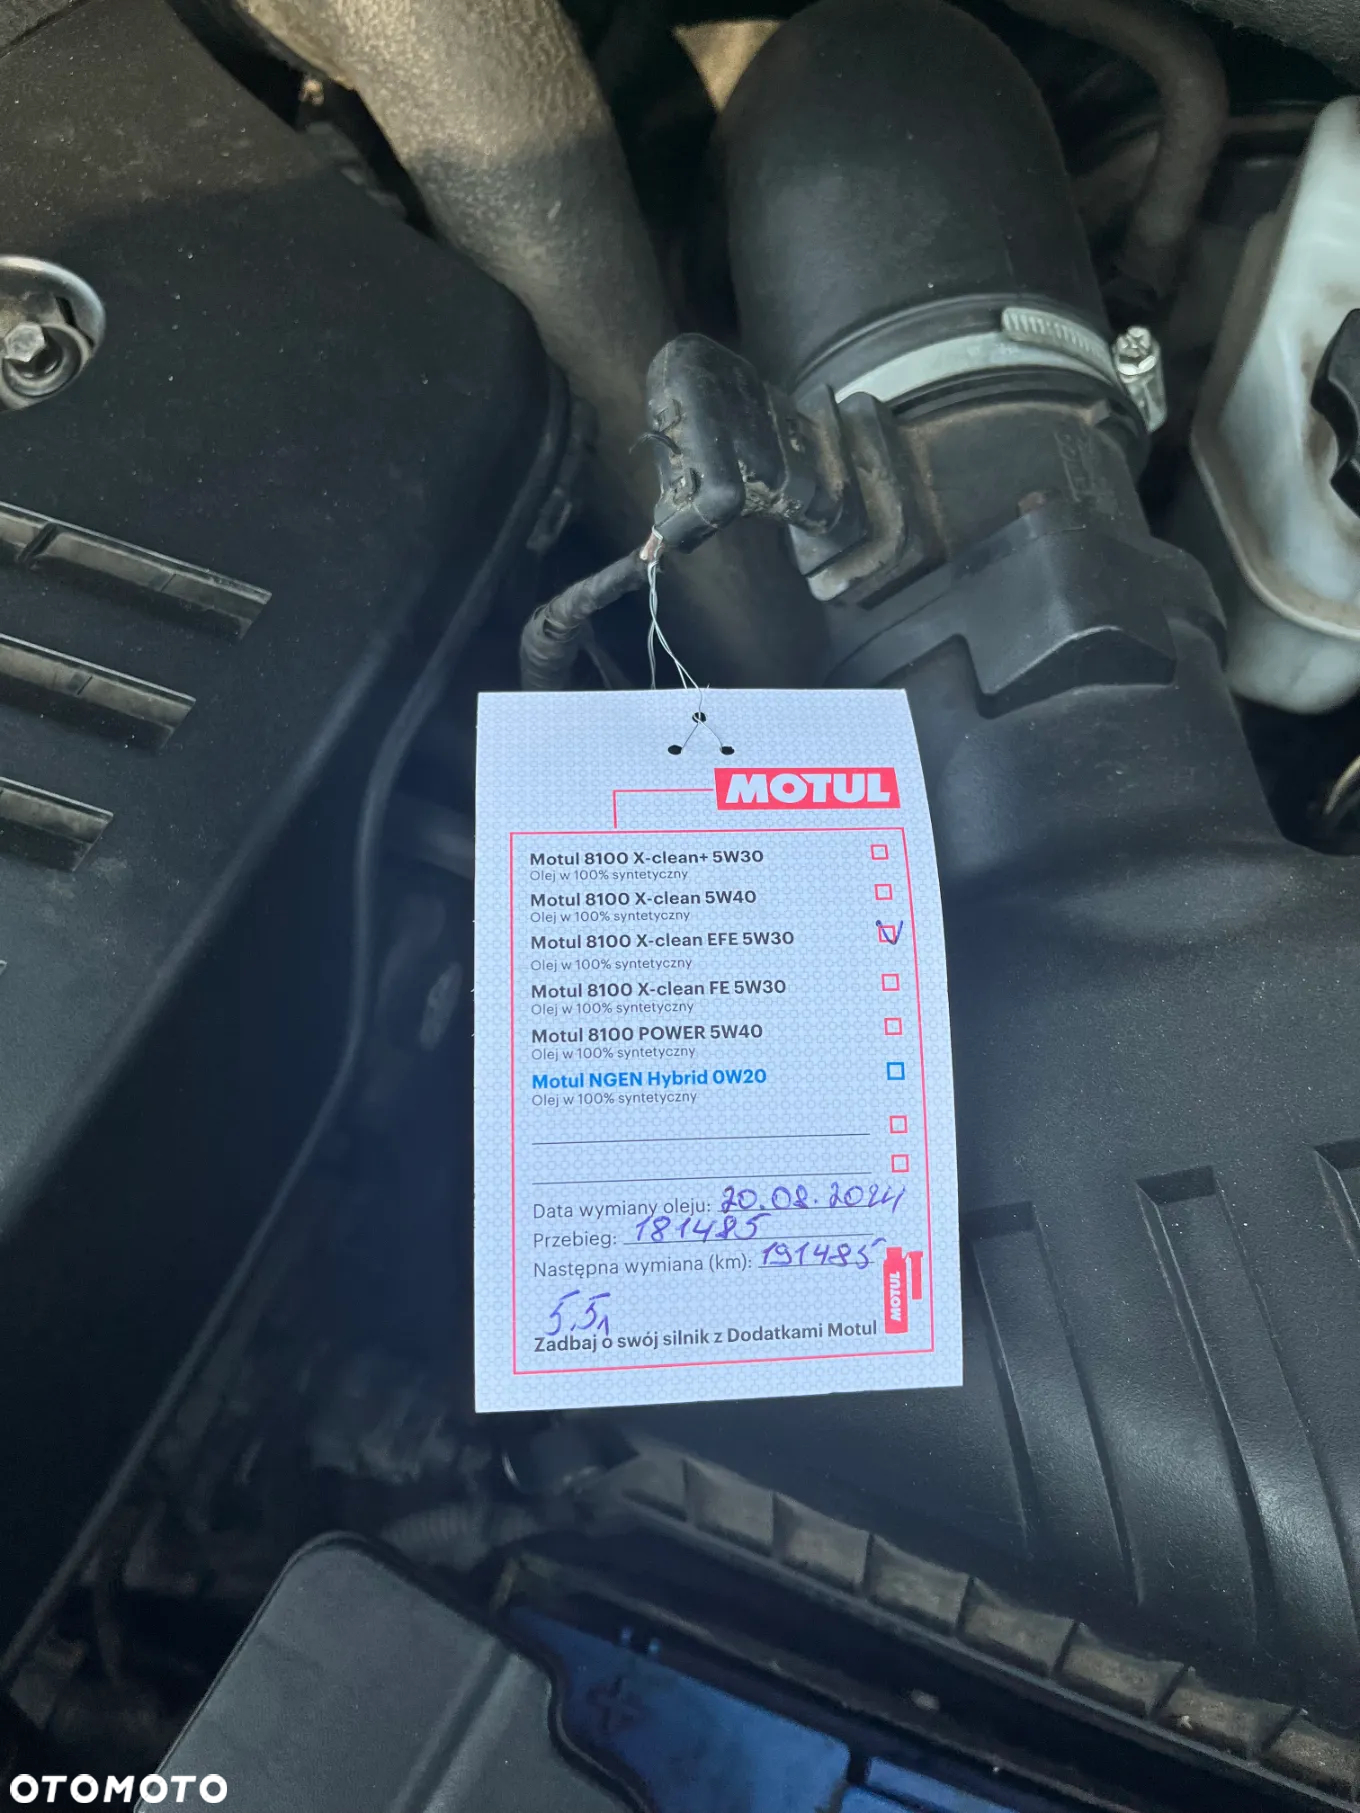 MOTUL
Motul 8100 X-clean+ 5W30
Olej w 100% syntetyczny
Motul 8100 X-clean 5W40
Olej w 100% syntetyczny
Motul 8100 X-clean EFE 5W30
Olej w 100% syntetyczny
Motul 8100 X-clean FE 5W30
Olej w 100% syntetyczny
Motul 8100 POWER 5W40
Olej w 100% syntetyczny
Motul NGEN Hybrid 0W20
Olej w 100% syntetyczny
Data wymiany oleju: 20.08.2024
Przebieg: 181485
Następna wymiana (km): 191485
MOTUL
5.5l
Zadbaj o swój silnik z Dodatkami Motul
OTOMOTO